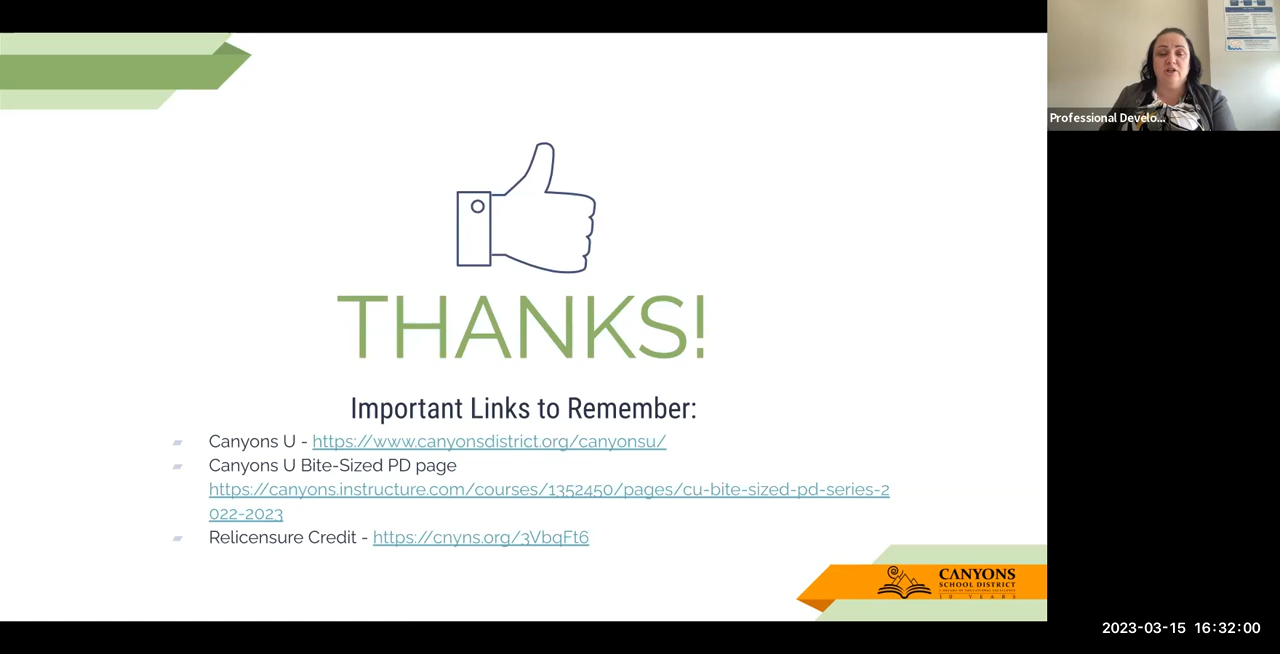 Professional Develo...
THANKS!
Important Links to Remember:
Canyons U - https://www.canyonsdistrict.org/canyonsu/
Canyons U Bite-Sized PD page
https://canyons.instructure.com/courses/1352450/pages/cu-bite-sized-pd-series-2
022-2023
Relicensure Credit - https://cnyns.org/3VbqFt6
CANYONS
SCHOOL DISTRICT
10 YEARS
2023-03-15 16:32:00